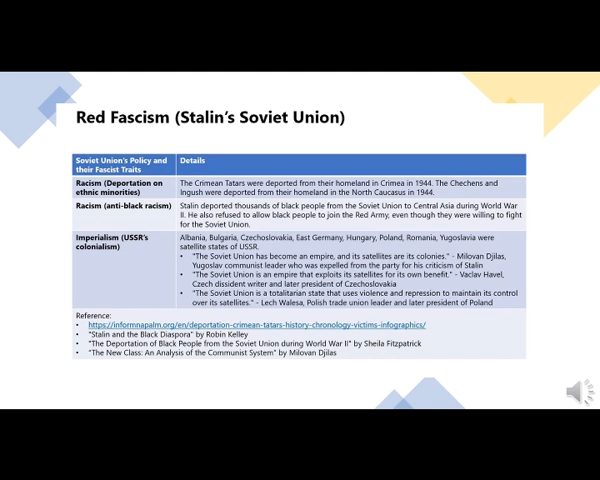 Red Fascism (Stalin's Soviet Union)
Soviet Union's Policy and
their Fascist Traits
Details
Racism (Deportation on
ethnic minorities)
The Crimean Tatars were deported from their homeland in Crimea in 1944. The Chechens and
Ingush were deported from their homeland in the North Caucasus in 1944.
Racism (anti-black racism)
Stalin deported thousands of black people from the Soviet Union to Central Asia during World War
II. He also refused to allow black people to join the Red Army, even though they were willing to fight
for the Soviet Union.
Imperialism (USSR's
colonialism)
Albania, Bulgaria, Czechoslovakia, East Germany, Hungary, Poland, Romania, Yugoslavia were
satellite states of USSR.
• "The Soviet Union has become an empire, and its satellites are its colonies." - Milovan Djilas,
Yugoslav communist leader who was expelled from the party for his criticism of Stalin
• "The Soviet Union is an empire that exploits its satellites for its own benefit." - Vaclav Havel,
Czech dissident writer and later president of Czechoslovakia
• "The Soviet Union is a totalitarian state that uses violence and repression to maintain its control
over its satellites." - Lech Walesa, Polish trade union leader and later president of Poland
Reference:
• https://informnapalm.org/en/deportation-crimean-tatars-history-chronology-victims-infographics/
• "Stalin and the Black Diaspora" by Robin Kelley
• "The Deportation of Black People from the Soviet Union during World War II" by Sheila Fitzpatrick
• "The New Class: An Analysis of the Communist System" by Milovan Djilas